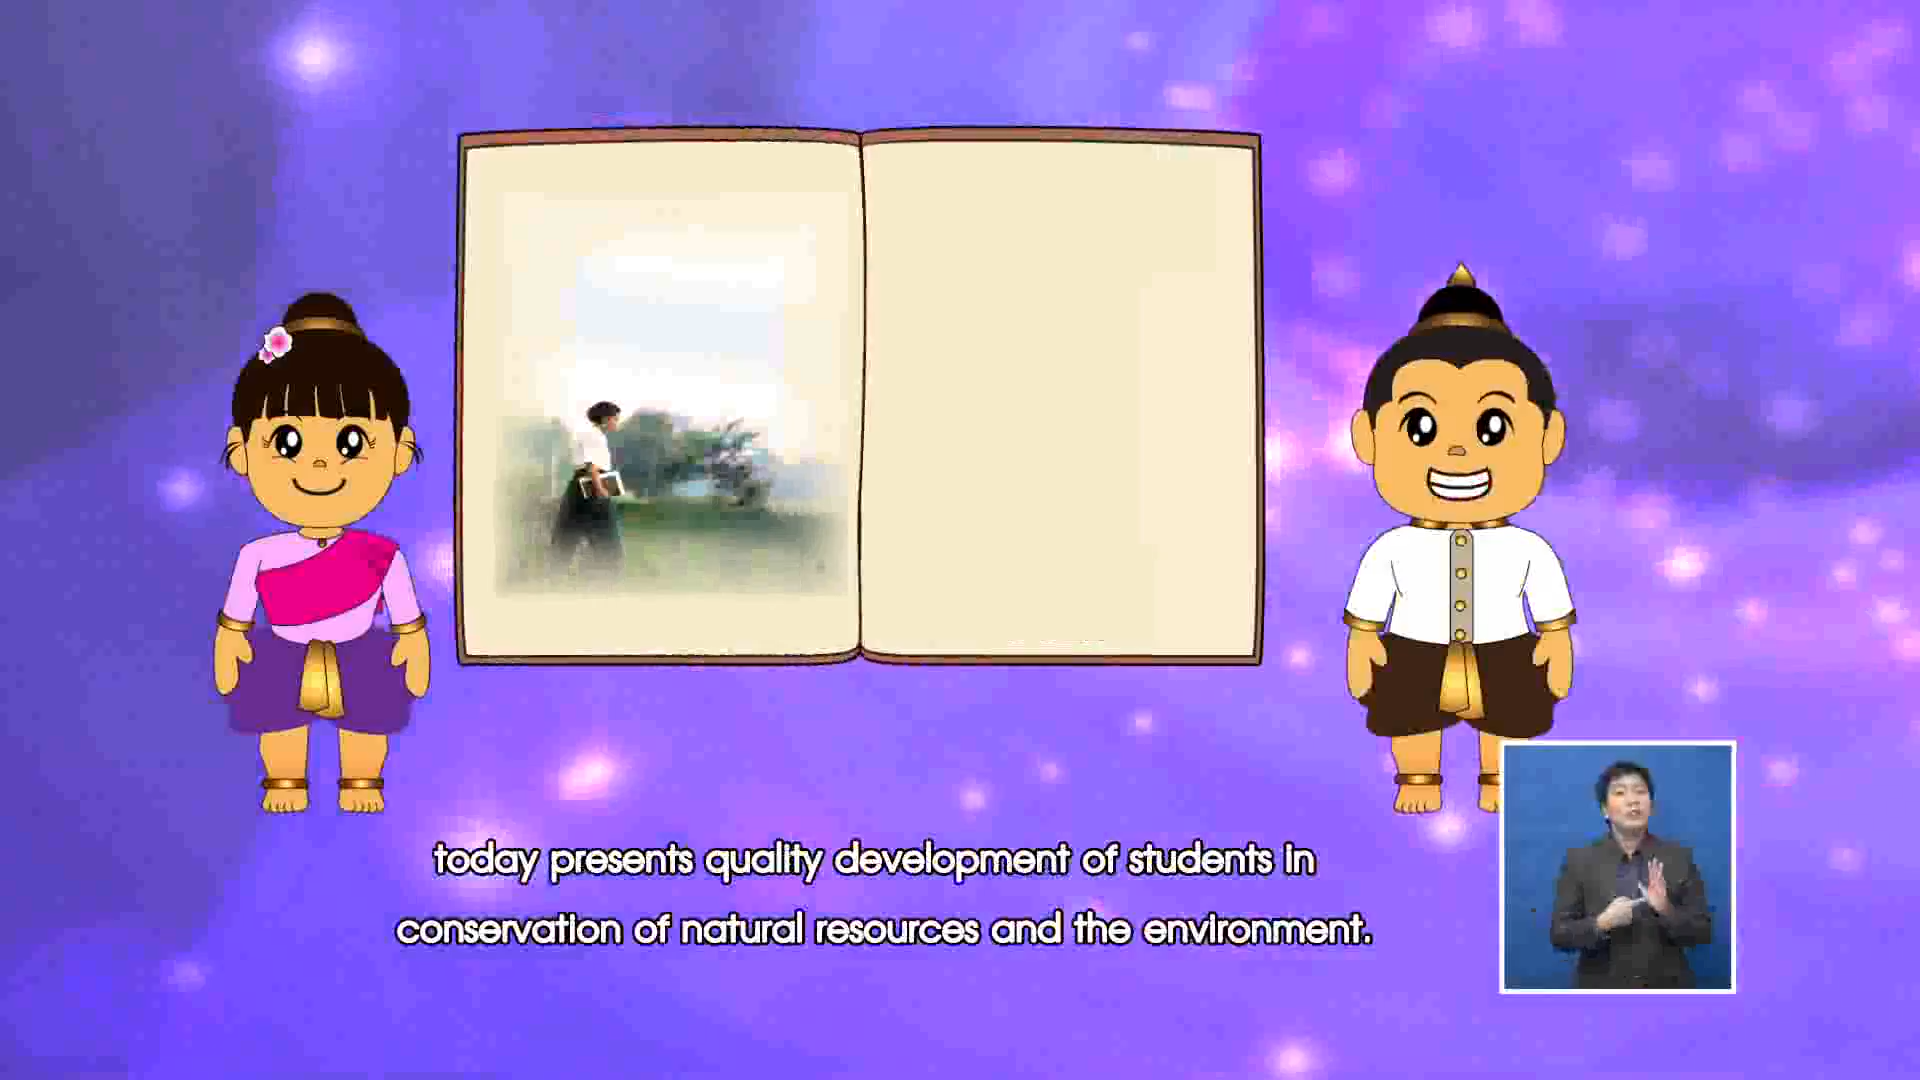 today presents quality development of students in
conservation of natural resources and the environment.